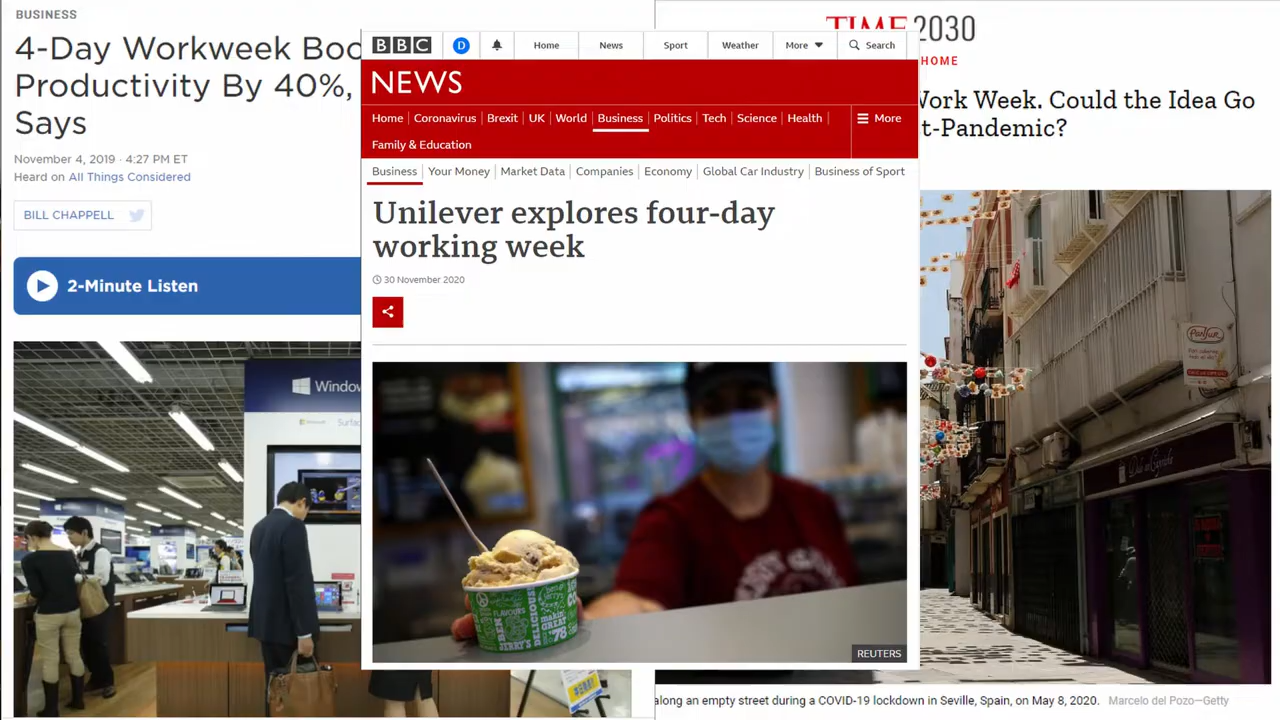 BUSINESS
4-Day Workweek Boo
Productivity By 40%,
Says
November 4, 2019 · 4:27 PM ET
Heard on All Things Considered
BILL CHAPPELL
2-Minute Listen
Window
BBC
D
Home
News
Sport
Weather
More
Search
NEWS
Home
Coronavirus
Brexit
UK
World
Business
Politics
Tech
Science
Health
More
Family & Education
Business
Your Money
Market Data
Companies
Economy
Global Car Industry
Business of Sport
Unilever explores four-day
working week
30 November 2020
REUTERS
TIME 2030
HOME
Work Week. Could the Idea Go
t-Pandemic?
PanSur
along an empty street during a COVID-19 lockdown in Seville, Spain, on May 8, 2020. Marcelo del Pozo—Getty